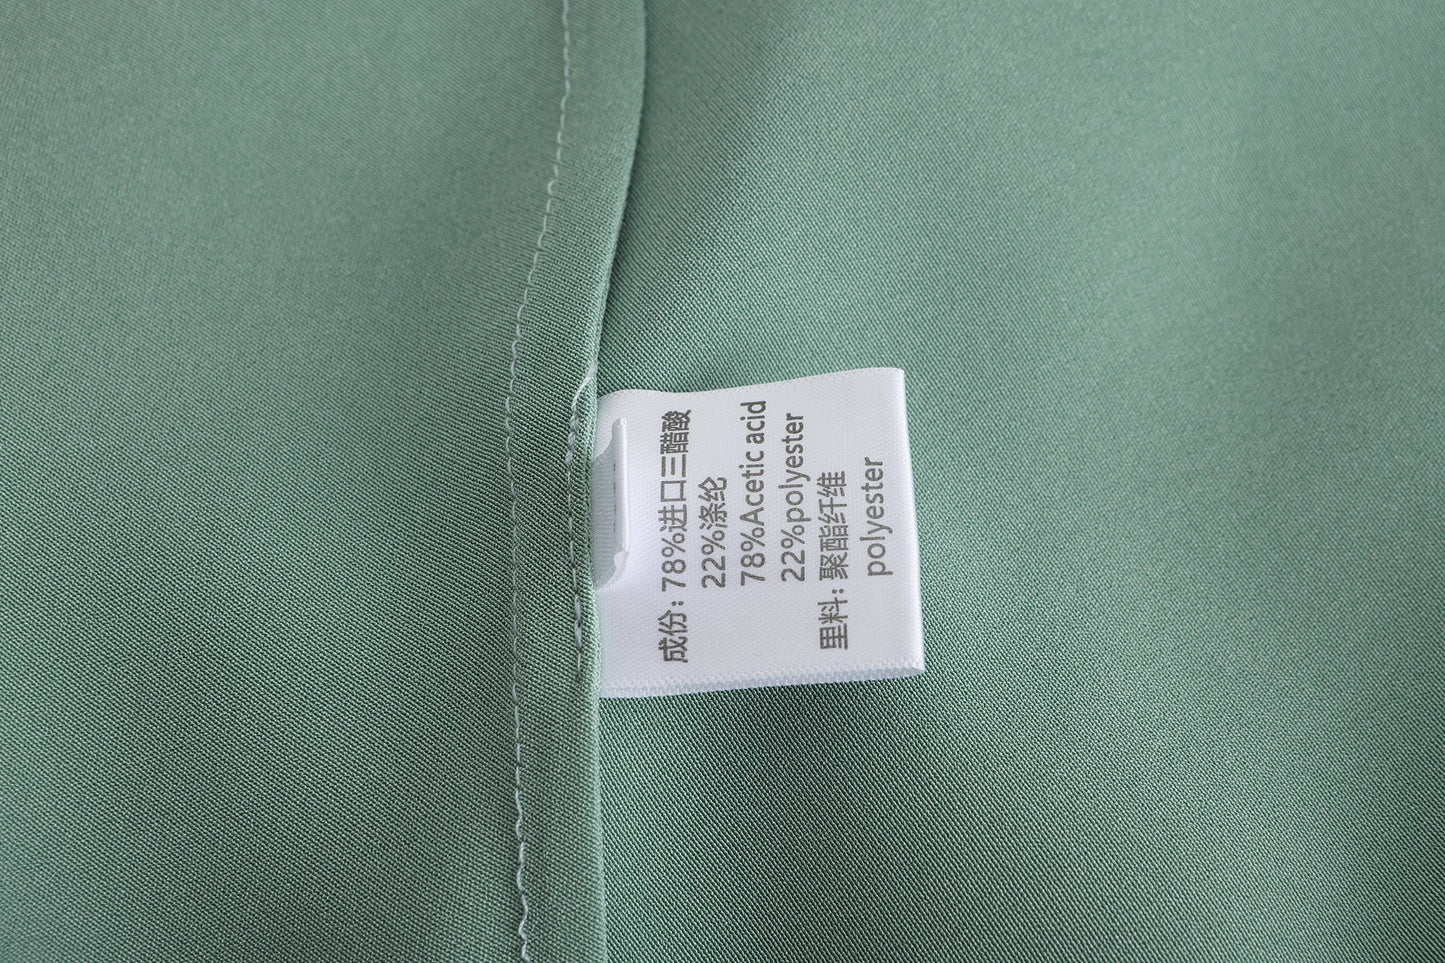 成份: 78%进口三醋酸
22%涤纶
78%Acetic acid
22%polyester
里料: 聚酯纤维
polyester